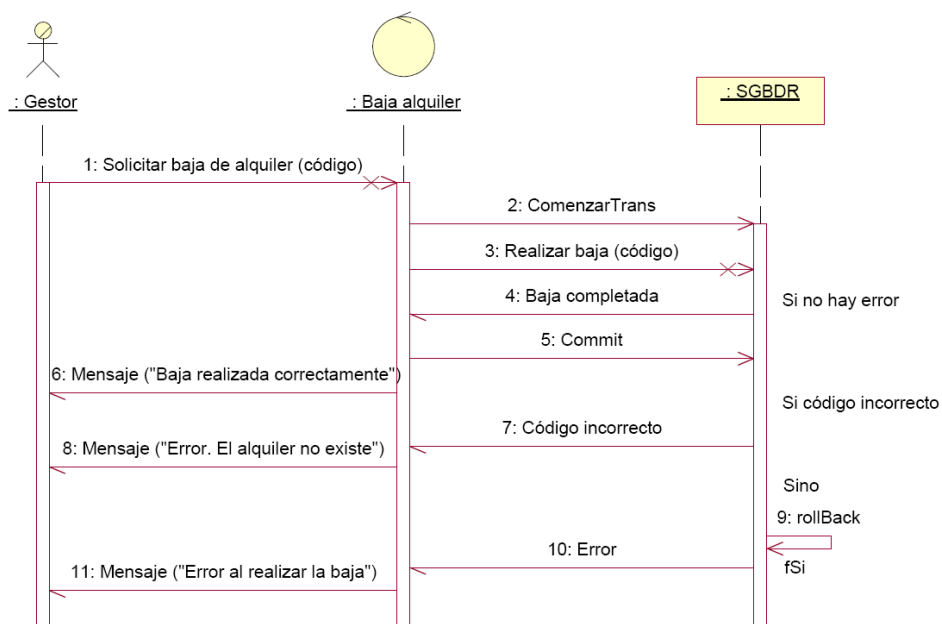 : Gestor
: Baja alquiler
: SGBDR
1: Solicitar baja de alquiler (código)
2: ComenzarTrans
3: Realizar baja (código)
4: Baja completada
Si no hay error
5: Commit
6: Mensaje ("Baja realizada correctamente")
Si código incorrecto
7: Código incorrecto
8: Mensaje ("Error. El alquiler no existe")
Sino
9: rollBack
10: Error
fSi
11: Mensaje ("Error al realizar la baja")